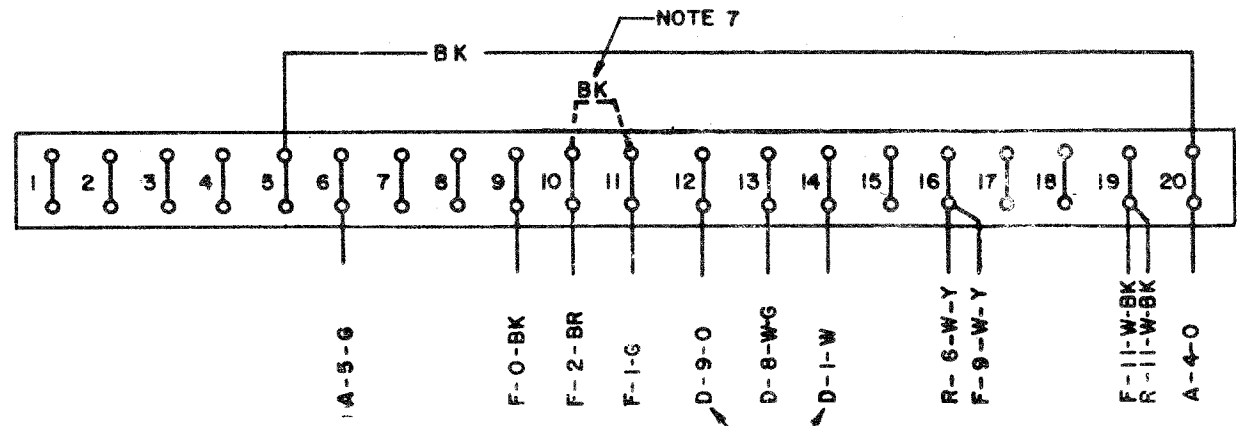 NOTE 7
BK
BK
1 2 3 4 5 6 7 8 9 10 11 12 13 14 15 16 17 18 19 20
A-5-G
F-0-BK
F-2-BR
F-1-G
D-9-O
D-8-W-G
D-1-W
R-6-W-Y
F-9-W-Y
F-11-W-BK
R-11-W-BK
A-4-O